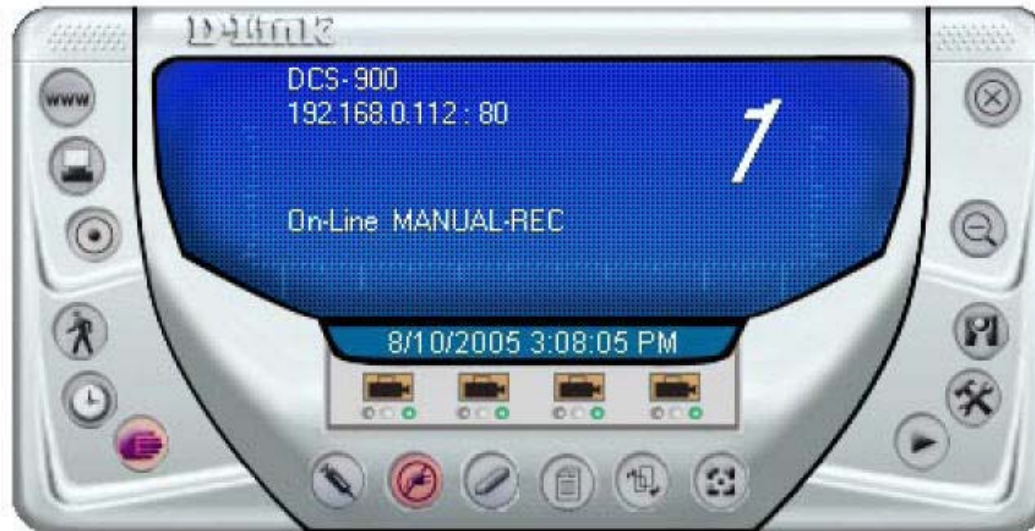 D-Link
DCS-900
192.168.0.112 : 80
1
On-Line MANUAL-REC
8/10/2005 3:08:05 PM
www